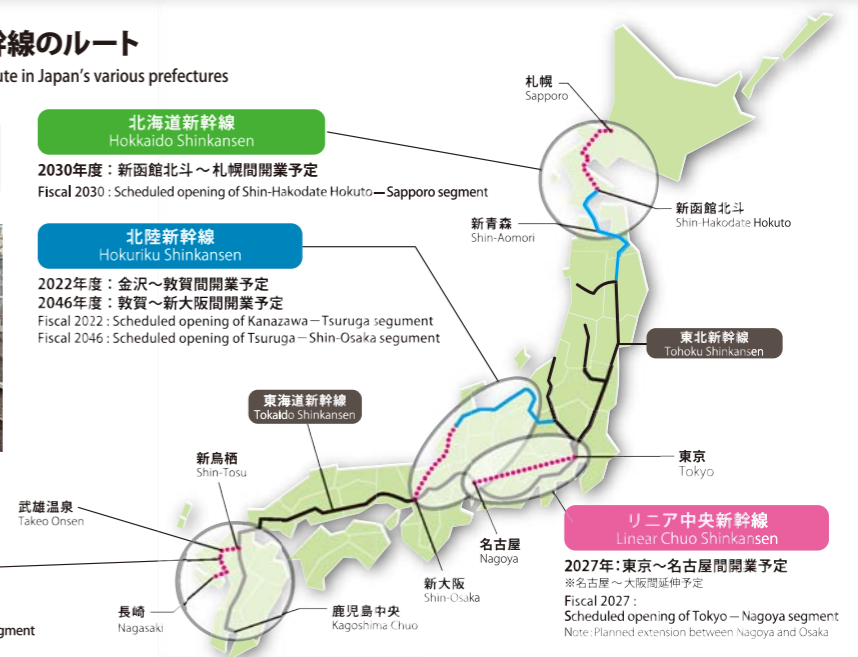 幹線のルート
ute in Japan's various prefectures
北海道新幹線
Hokkaido Shinkansen
2030年度：新函館北斗～札幌間開業予定
Fiscal 2030 : Scheduled opening of Shin-Hakodate Hokuto—Sapporo segment
北陸新幹線
Hokuriku Shinkansen
2022年度：金沢～敦賀間開業予定
2046年度：敦賀～新大阪間開業予定
Fiscal 2022 : Scheduled opening of Kanazawa—Tsuruga segument
Fiscal 2046 : Scheduled opening of Tsuruga—Shin-Osaka segument
札幌
Sapporo
新函館北斗
Shin-Hakodate Hokuto
新青森
Shin-Aomori
東北新幹線
Tohoku Shinkansen
東海道新幹線
Tokaido Shinkansen
新鳥栖
Shin-Tosu
東京
Tokyo
武雄温泉
Takeo Onsen
名古屋
Nagoya
リニア中央新幹線
Linear Chuo Shinkansen
2027年：東京～名古屋間開業予定
※名古屋～大阪間延伸予定
Fiscal 2027 :
Scheduled opening of Tokyo—Nagoya segment
Note:Planned extension between Nagoya and Osaka
新大阪
Shin-Osaka
長崎
Nagasaki
鹿児島中央
Kagoshima Chuo
gment